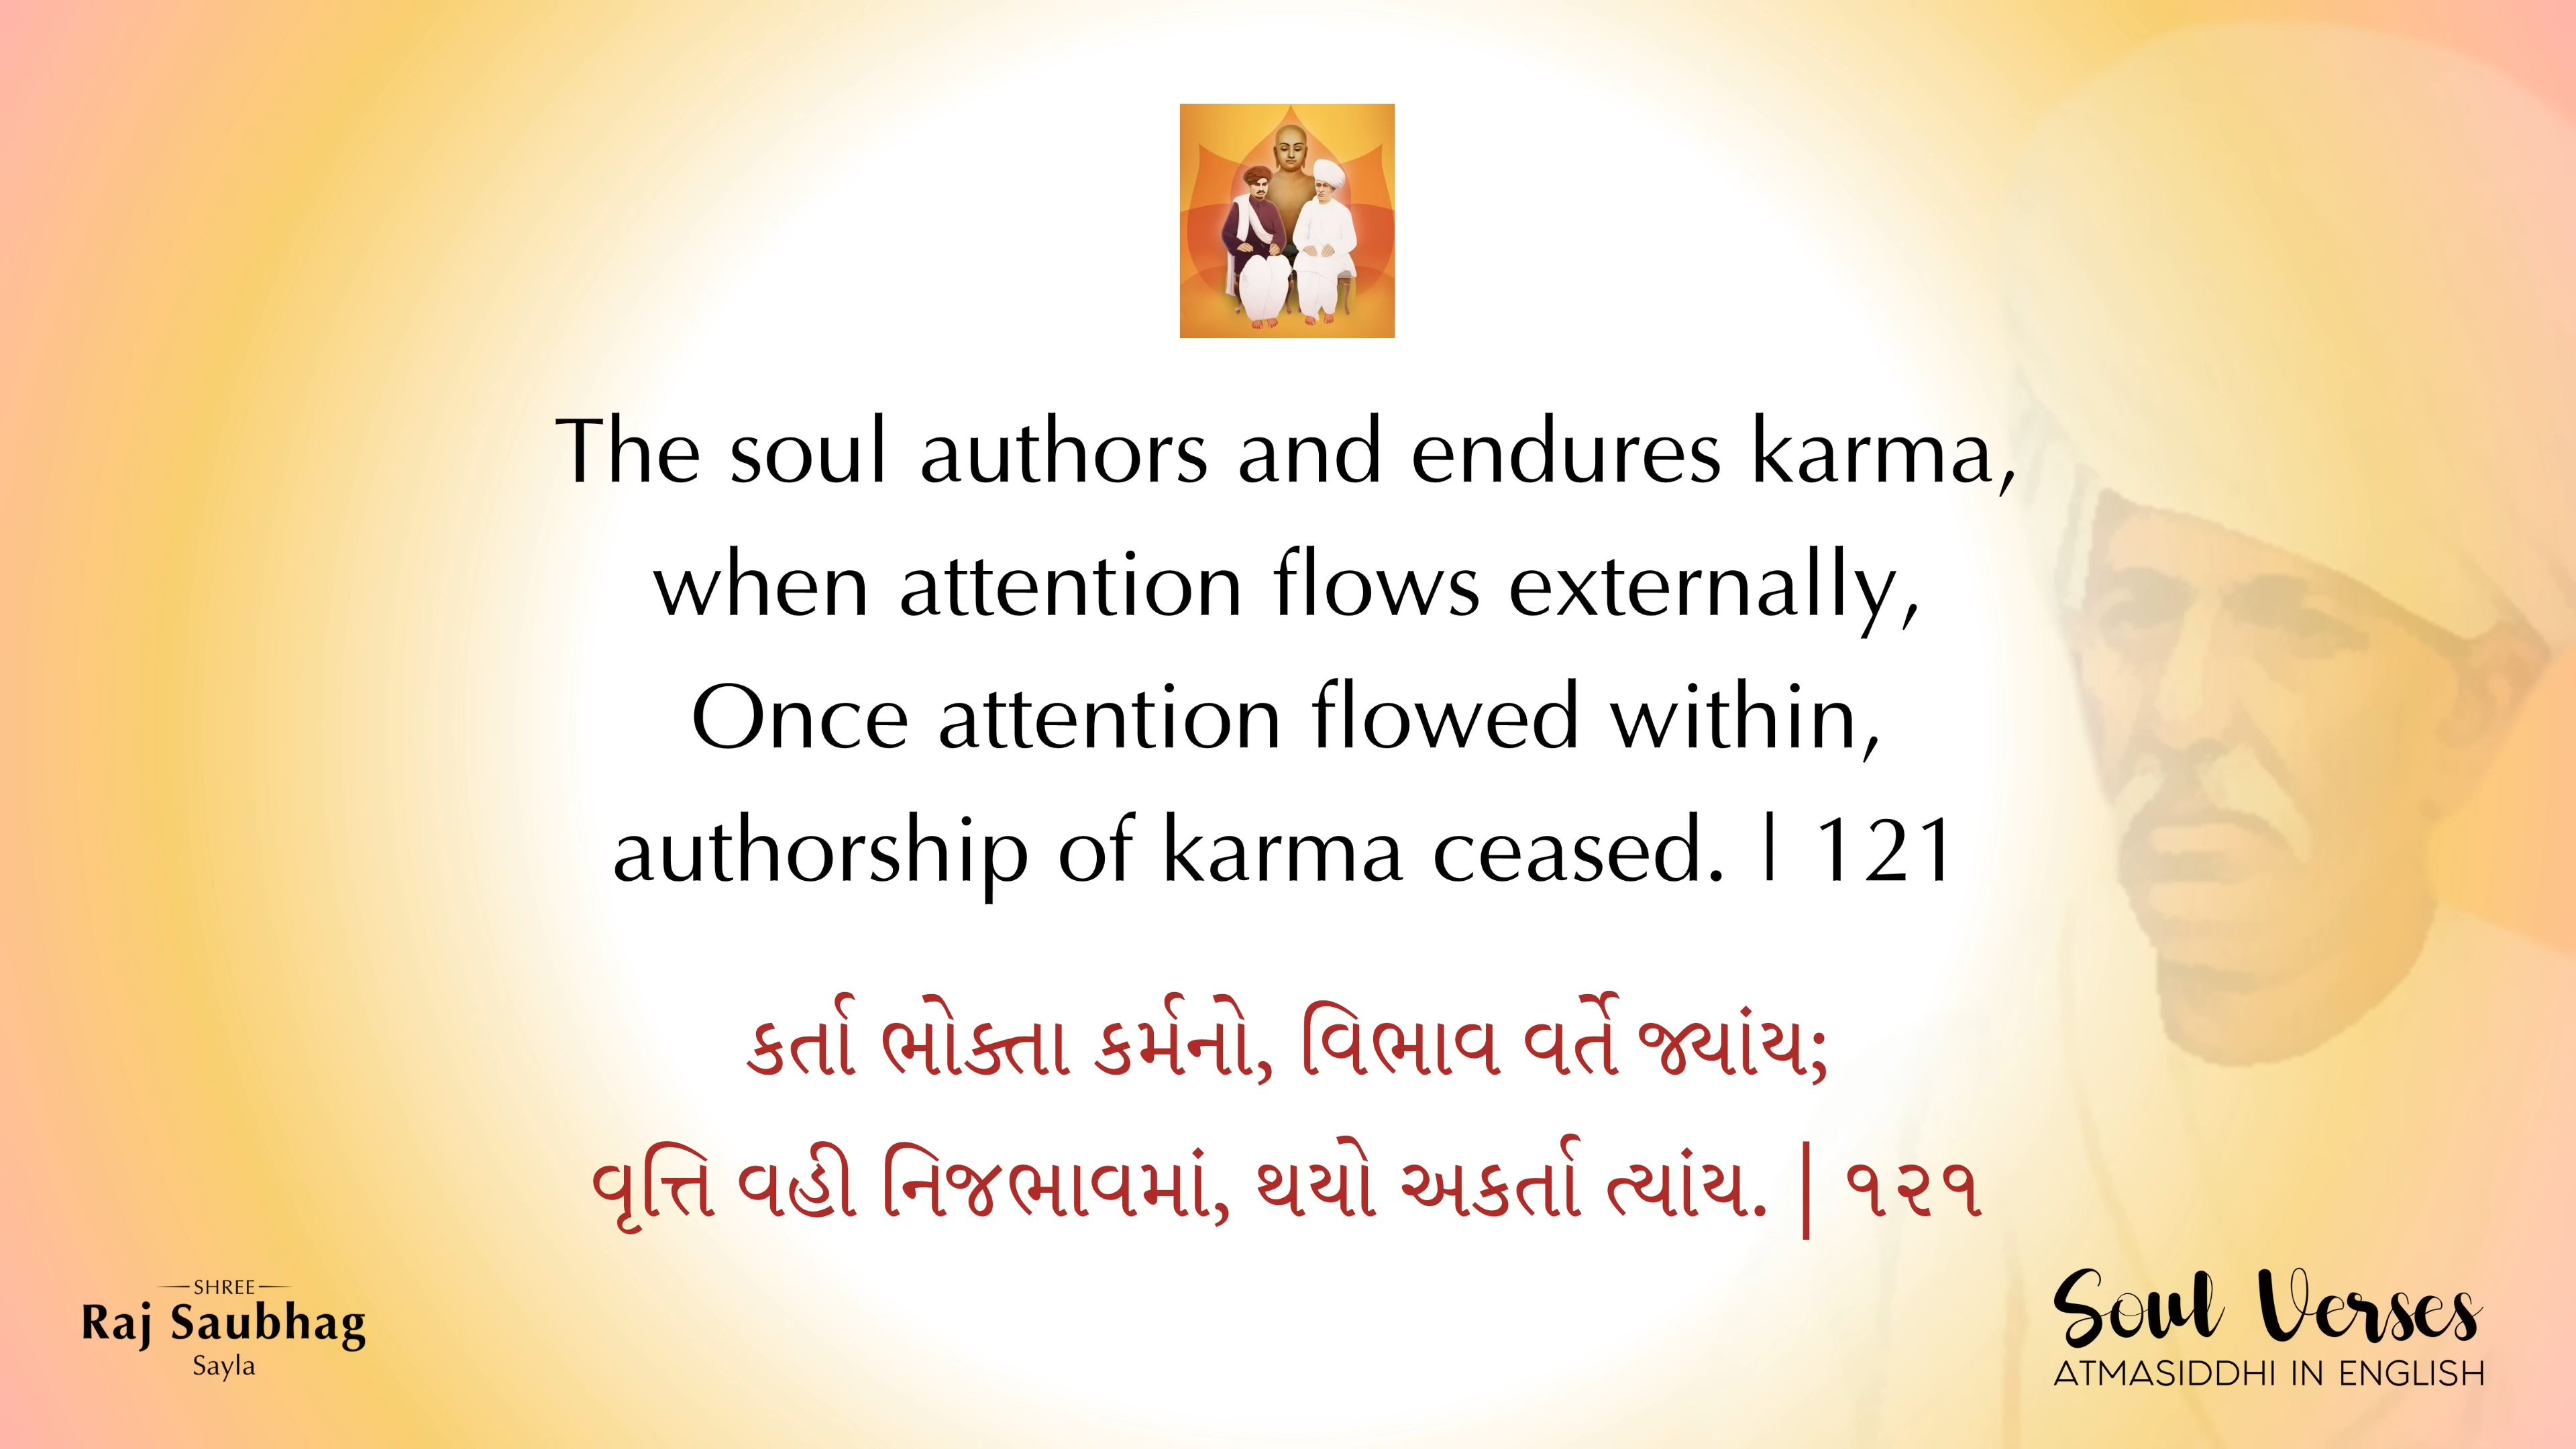 The soul authors and endures karma,
when attention flows externally,
Once attention flowed within,
authorship of karma ceased. | 121
કર્તા ભોક્તા કર્મનો, વિભાવ વર્તે જ્યાંય;
વૃત્તિ વહી નિજભાવમાં, થયો અકર્તા ત્યાંય. | ૧૨૧
SHREE
Raj Saubhag
Sayla
Soul Verses
ATMASIDDHI IN ENGLISH